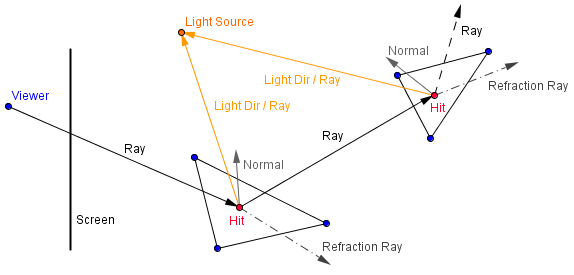 Light Source
Ray
Normal
Light Dir / Ray
Refraction Ray
Viewer
Light Dir / Ray
Hit
Ray
Ray
Normal
Screen
Hit
Refraction Ray